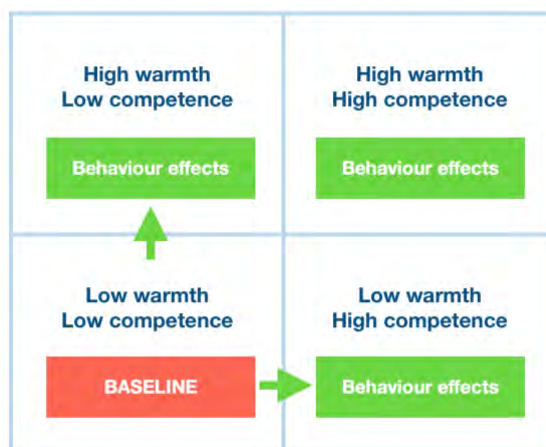 High warmth
Low competence
Behaviour effects
High warmth
High competence
Behaviour effects
Low warmth
Low competence
BASELINE
Low warmth
High competence
Behaviour effects